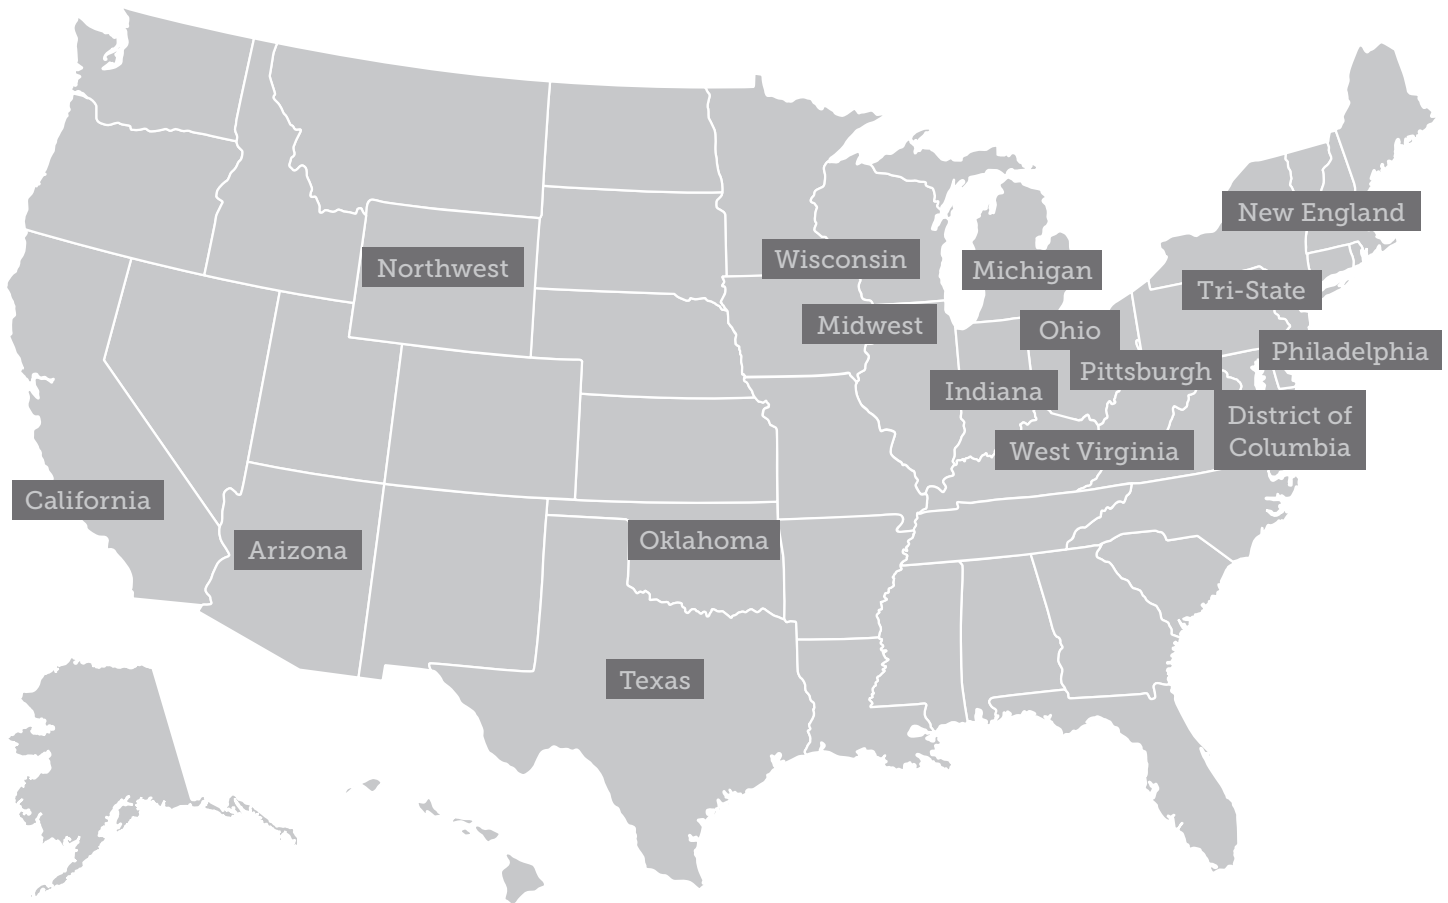 New England
Northwest
Wisconsin
Michigan
Tri-State
Midwest
Ohio
Philadelphia
Pittsburgh
Indiana
District of
Columbia
West Virginia
California
Arizona
Oklahoma
Texas